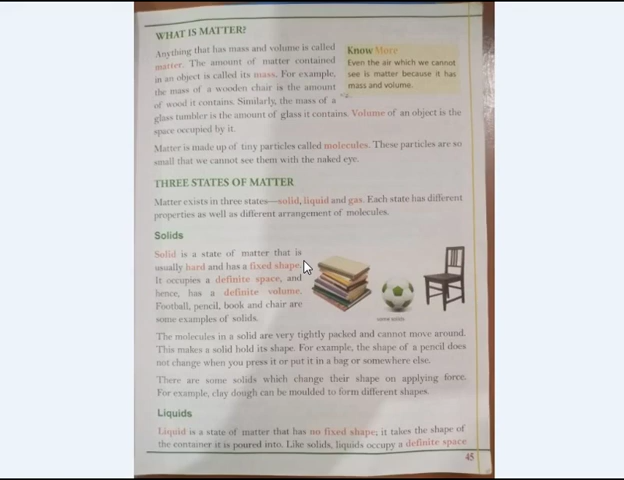 WHAT IS MATTER?
Anything that has mass and volume is called
matter. The amount of matter contained
in an object is called its mass. For example,
the mass of a wooden chair is the amount
of wood it contains. Similarly, the mass of a
glass tumbler is the amount of glass it contains. Volume of an object is the
space occupied by it.
Know More
Even the air which we cannot
see is matter because it has
mass and volume.
Matter is made up of tiny particles called molecules. These particles are so
small that we cannot see them with the naked eye.
THREE STATES OF MATTER
Matter exists in three states—solid, liquid and gas. Each state has different
properties as well as different arrangement of molecules.
Solids
Solid is a state of matter that is
usually hard and has a fixed shape.
It occupies a definite space, and
hence, has a definite volume.
Football, pencil, book and chair are
some examples of solids.
some solids
The molecules in a solid are very tightly packed and cannot move around.
This makes a solid hold its shape. For example, the shape of a pencil does
not change when you press it or put it in a bag or somewhere else.
There are some solids which change their shape on applying force.
For example, clay dough can be moulded to form different shapes.
Liquids
Liquid is a state of matter that has no fixed shape; it takes the shape of
the container it is poured into. Like solids, liquids occupy a definite space
45